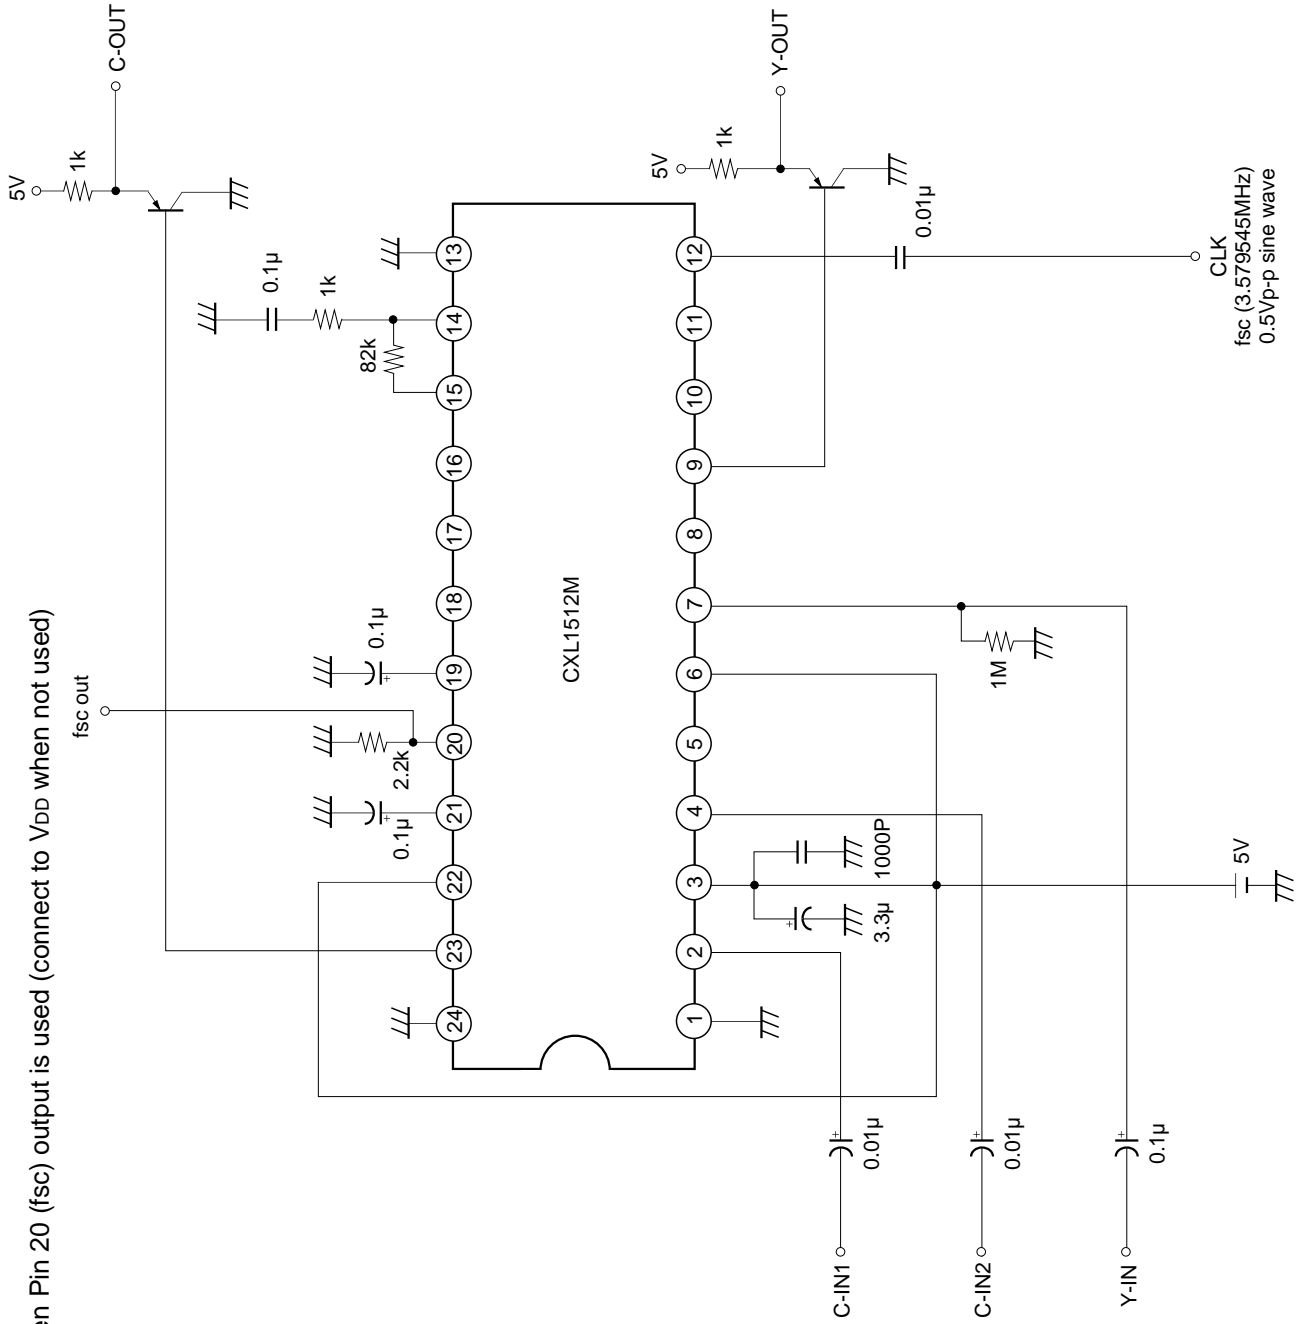 en Pin 20 (fsc) output is used (connect to VDD when not used)
fsc out
5V
1k
C-OUT
0.1µ
1k
82k
0.1µ
2.2k
0.1µ
24
23
22
21
20
19
18
17
16
15
14
13
CXL1512M
1
2
3
4
5
6
7
8
9
10
11
12
5V
1k
Y-OUT
0.01µ
CLK
fsc (3.579545MHz)
0.5Vp-p sine wave
1M
1000P
3.3µ
5V
C-IN1
0.01µ
C-IN2
0.01µ
Y-IN
0.1µ